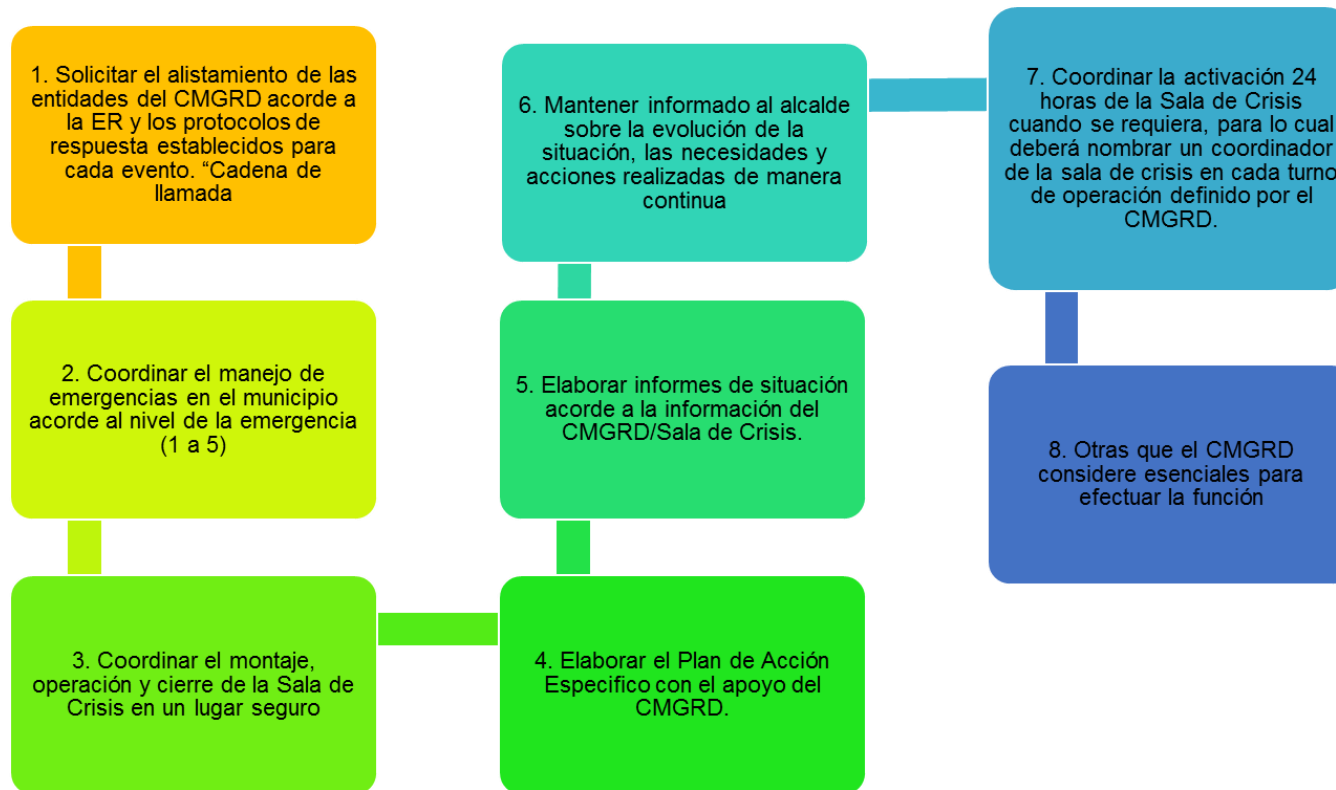 1. Solicitar el alistamiento de las
entidades del CMGRD acorde a
la ER y los protocolos de
respuesta establecidos para
cada evento. “Cadena de
llamada
2. Coordinar el manejo de
emergencias en el municipio
acorde al nivel de la emergencia
(1 a 5)
3. Coordinar el montaje,
operación y cierre de la Sala de
Crisis en un lugar seguro
4. Elaborar el Plan de Acción
Especifico con el apoyo del
CMGRD.
5. Elaborar informes de situación
acorde a la información del
CMGRD/Sala de Crisis.
6. Mantener informado al alcalde
sobre la evolución de la
situación, las necesidades y
acciones realizadas de manera
continua
7. Coordinar la activación 24
horas de la Sala de Crisis
cuando se requiera, para lo cual
deberá nombrar un coordinador
de la sala de crisis en cada turno
de operación definido por el
CMGRD.
8. Otras que el CMGRD
considere esenciales para
efectuar la función